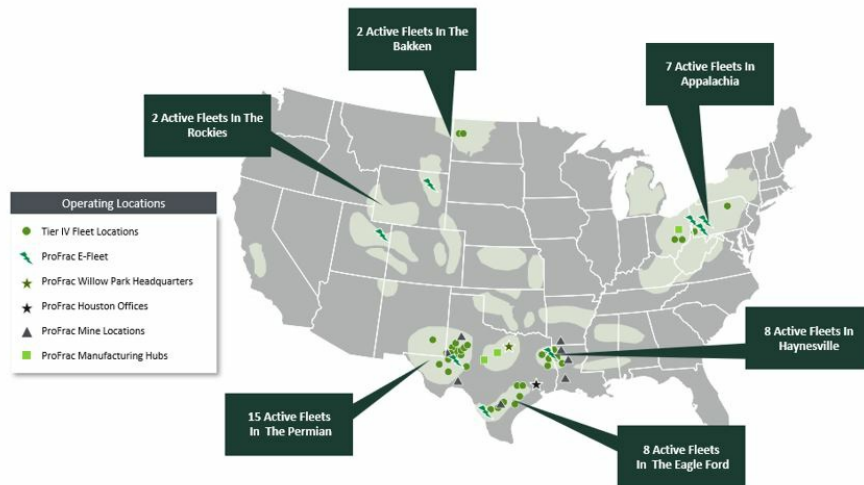 2 Active Fleets In The
Bakken
7 Active Fleets In
Appalachia
2 Active Fleets In The
Rockies
Operating Locations
Tier IV Fleet Locations
ProFrac E-Fleet
ProFrac Willow Park Headquarters
ProFrac Houston Offices
ProFrac Mine Locations
ProFrac Manufacturing Hubs
8 Active Fleets In
Haynesville
15 Active Fleets
In The Permian
8 Active Fleets
In The Eagle Ford